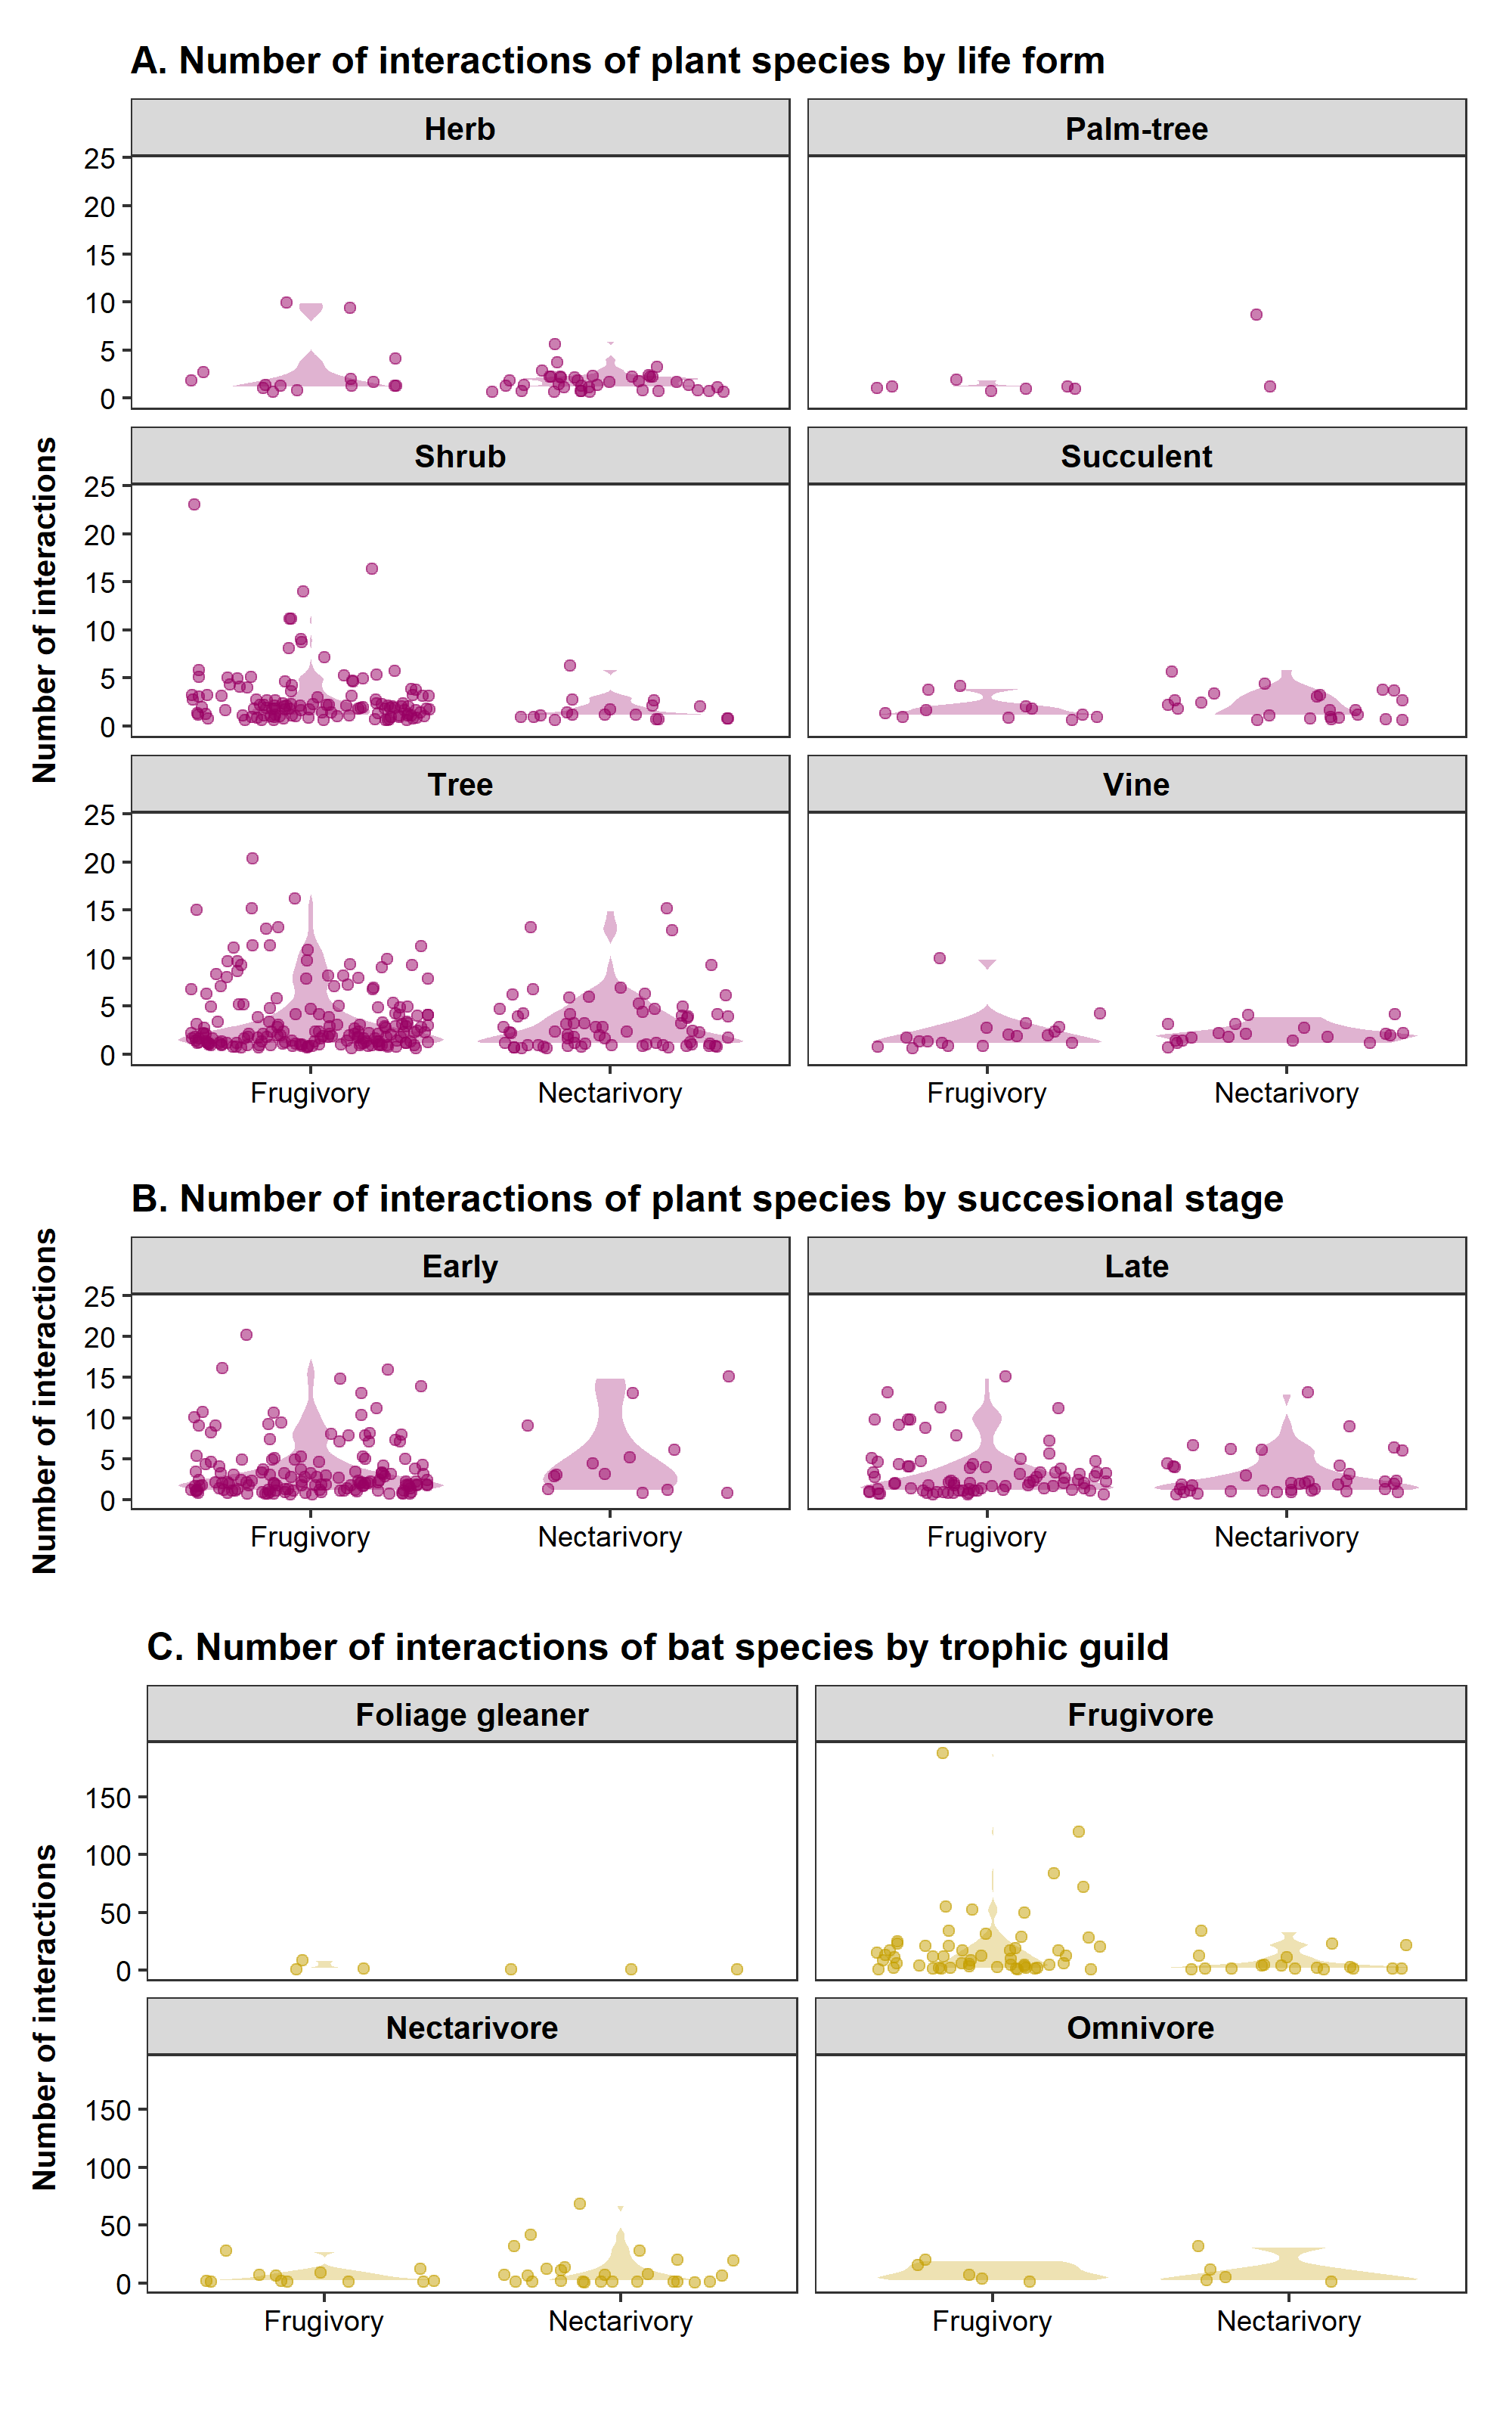 A. Number of interactions of plant species by life form
Herb
Palm-tree
25
20
15
10
5
0
Shrub
Succulent
25
20
15
10
5
0
Number of interactions
Tree
Vine
25
20
15
10
5
0
Frugivory
Nectarivory
Frugivory
Nectarivory
B. Number of interactions of plant species by succesional stage
Early
Late
25
20
15
10
5
0
Number of interactions
Frugivory
Nectarivory
Frugivory
Nectarivory
C. Number of interactions of bat species by trophic guild
Foliage gleaner
Frugivore
150
100
50
0
Number of interactions
Nectarivore
Omnivore
150
100
50
0
Frugivory
Nectarivory
Frugivory
Nectarivory